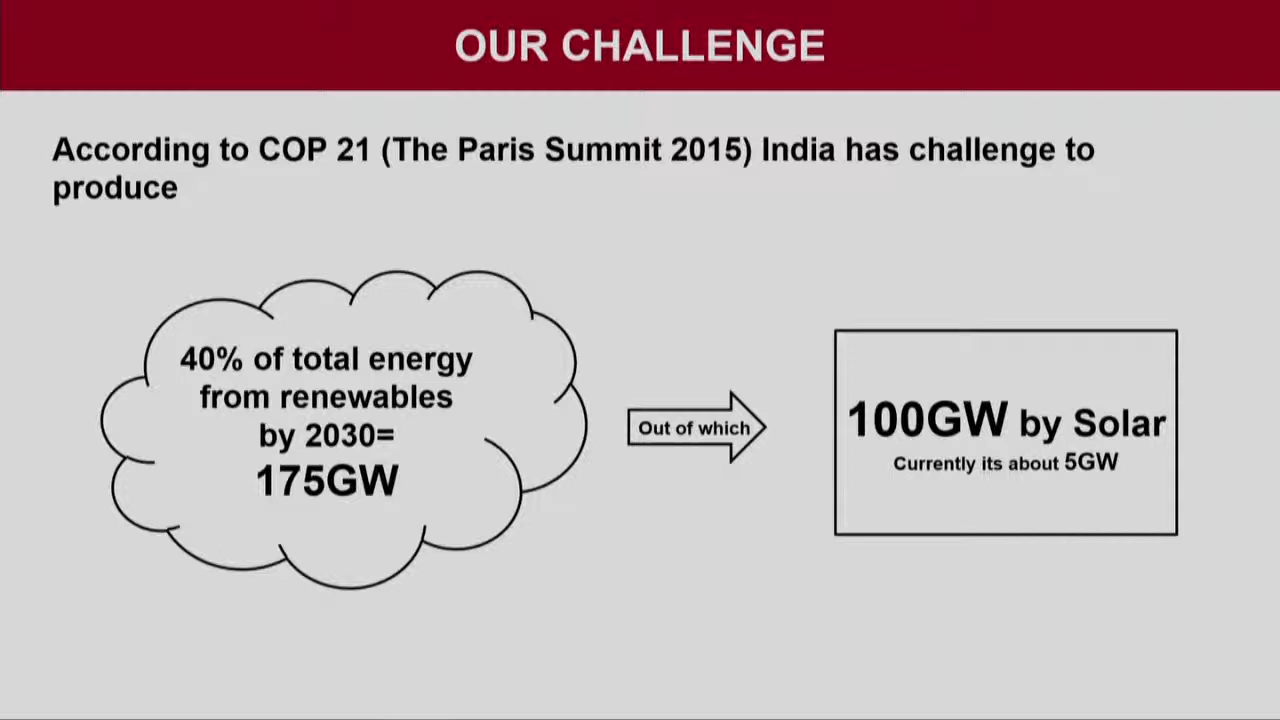 OUR CHALLENGE
According to COP 21 (The Paris Summit 2015) India has challenge to
produce
40% of total energy
from renewables
by 2030=
175GW
Out of which
100GW by Solar
Currently its about 5GW